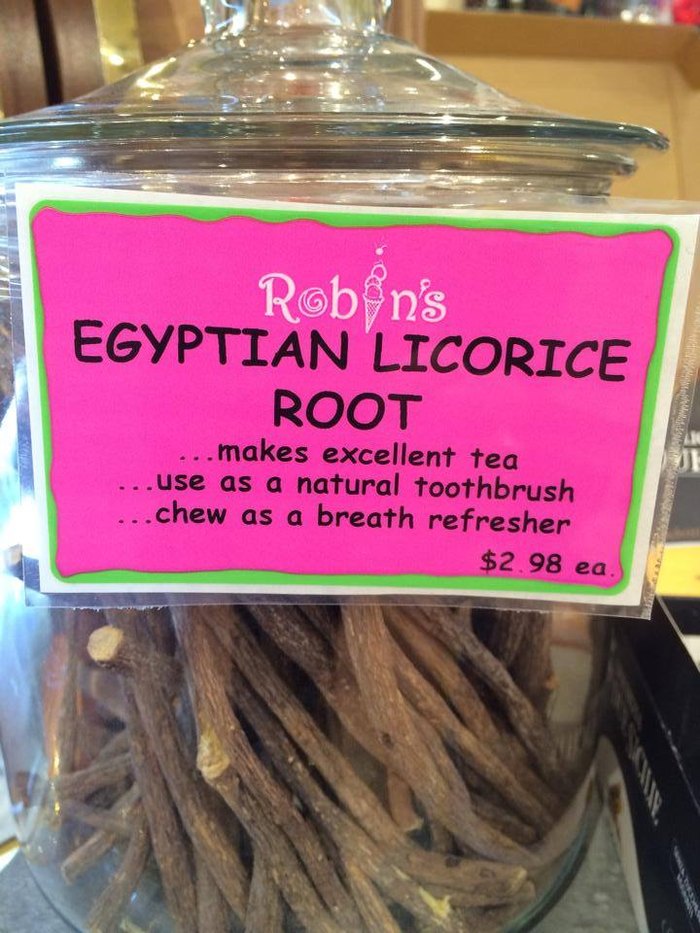 Robin's
EGYPTIAN LICORICE
ROOT
...makes excellent tea
...use as a natural toothbrush
...chew as a breath refresher
$2.98 ea.